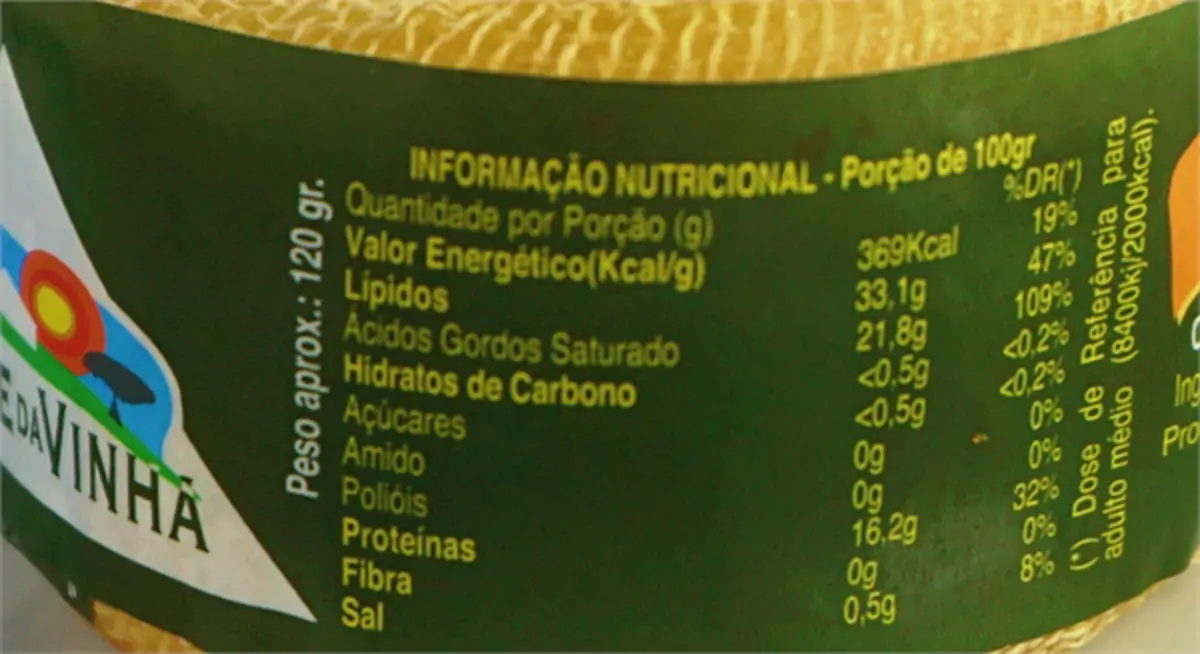 INFORMAÇÃO NUTRICIONAL - Porção de 100gr
Quantidade por Porção (g) %DR(*)
Valor Energético(Kcal/g) 369Kcal 19%
Lípidos 33,1g 47%
Ácidos Gordos Saturado 21,8g 109%
Hidratos de Carbono <0,5g <0,2%
Açúcares <0,5g <0,2%
Amido 0g 0%
Polióis 0g 0%
Proteínas 16,2g 32%
Fibra 0g 0%
Sal 0,5g 8%
Peso aprox.: 120 gr.
(*) Dose de Referência para
adulto médio (8400kj/2000kcal).
E DA VINHÃ